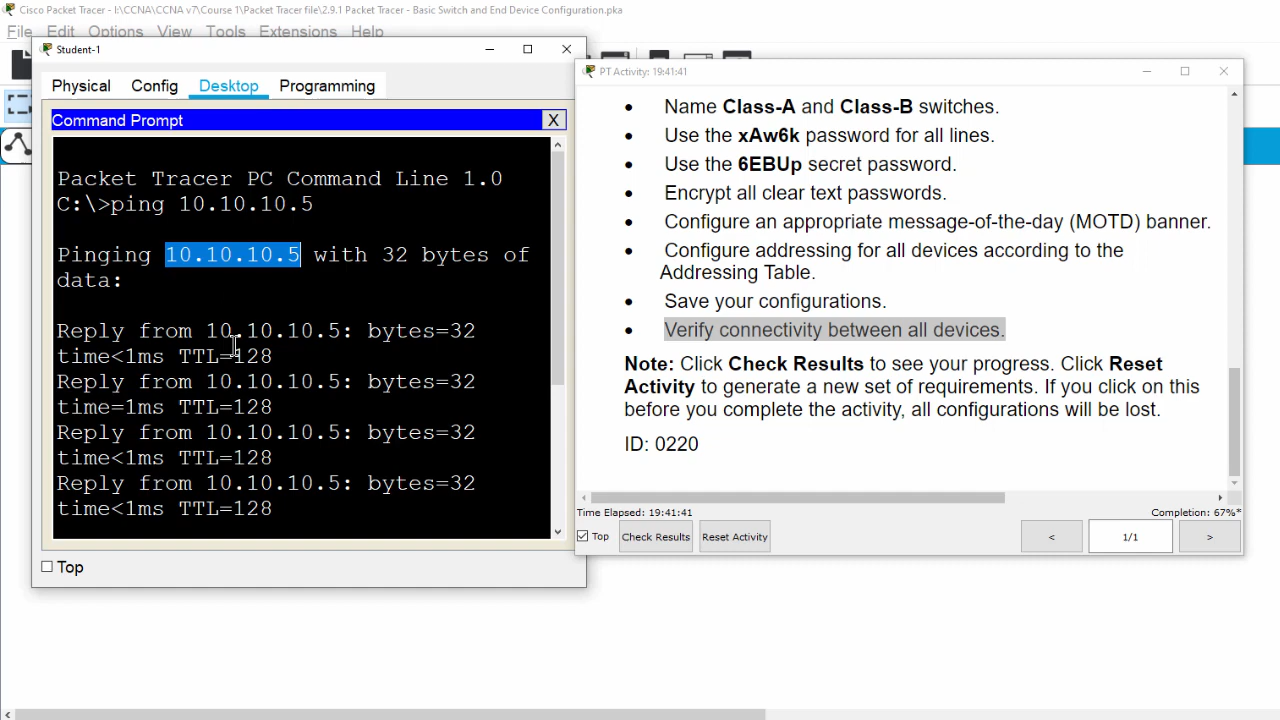 Cisco Packet Tracer - I:\CCNA\CCNA v7\Course 1\Packet Tracer file\2.9.1 Packet Tracer - Basic Switch and End Device Configuration.pka
File Edit Options View Tools Extensions Help
Student-1
Physical Config Desktop Programming
Command Prompt X
Packet Tracer PC Command Line 1.0
C:\>ping 10.10.10.5
Pinging 10.10.10.5 with 32 bytes of
data:
Reply from 10.10.10.5: bytes=32
time<1ms TTL=128
Reply from 10.10.10.5: bytes=32
time=1ms TTL=128
Reply from 10.10.10.5: bytes=32
time<1ms TTL=128
Reply from 10.10.10.5: bytes=32
time<1ms TTL=128
Top
PT Activity: 19:41:41
• Name Class-A and Class-B switches.
• Use the xAw6k password for all lines.
• Use the 6EBUp secret password.
• Encrypt all clear text passwords.
• Configure an appropriate message-of-the-day (MOTD) banner.
• Configure addressing for all devices according to the
Addressing Table.
• Save your configurations.
• Verify connectivity between all devices.
Note: Click Check Results to see your progress. Click Reset
Activity to generate a new set of requirements. If you click on this
before you complete the activity, all configurations will be lost.
ID: 0220
Time Elapsed: 19:41:41 Completion: 67%*
Top Check Results Reset Activity < 1/1 >